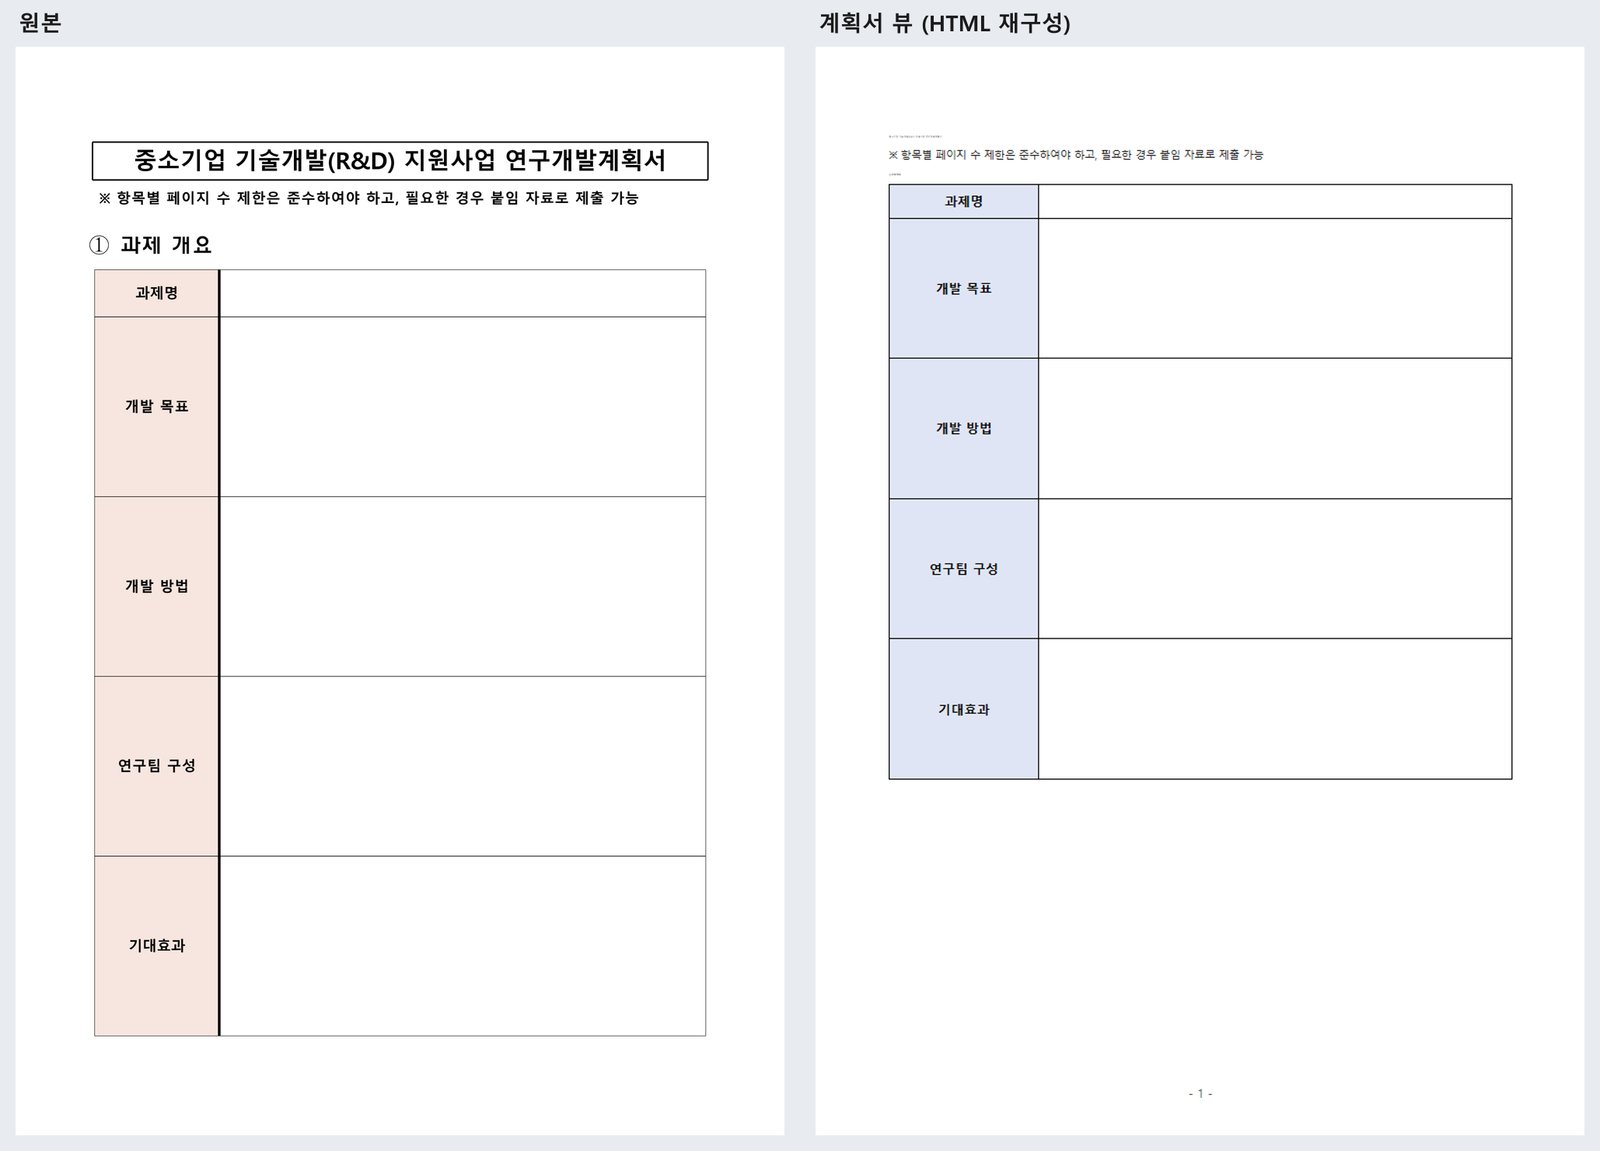 원본
중소기업 기술개발(R&D) 지원사업 연구개발계획서
※ 항목별 페이지 수 제한은 준수하여야 하고, 필요한 경우 붙임 자료로 제출 가능
① 과제 개요
과제명
개발 목표
개발 방법
연구팀 구성
기대효과
계획서 뷰 (HTML 재구성)
※ 항목별 페이지 수 제한은 준수하여야 하고, 필요한 경우 붙임 자료로 제출 가능
과제명
개발 목표
개발 방법
연구팀 구성
기대효과
- 1 -